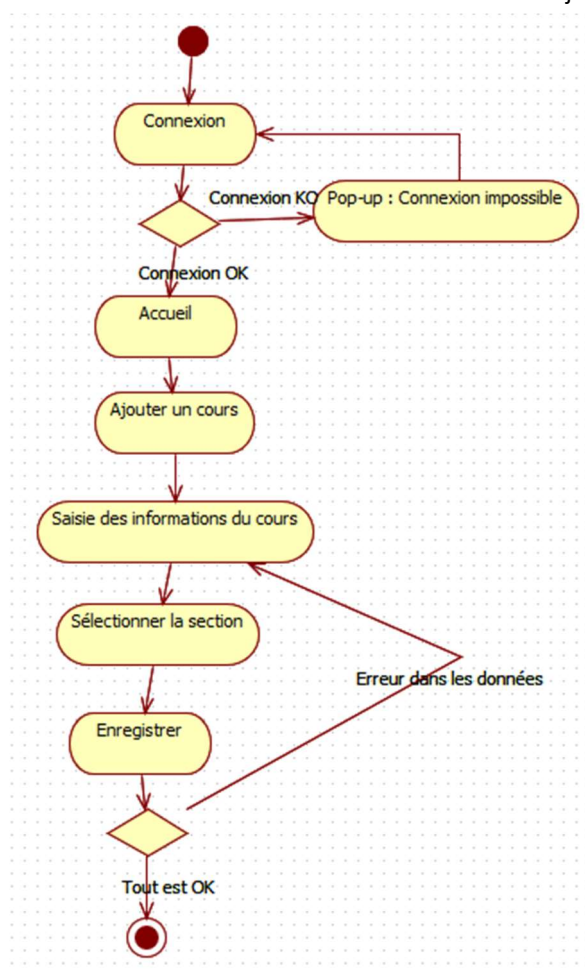 Connexion
Connexion KO
Pop-up : Connexion impossible
Connexion OK
Accueil
Ajouter un cours
Saisie des informations du cours
Sélectionner la section
Erreur dans les données
Enregistrer
Tout est OK